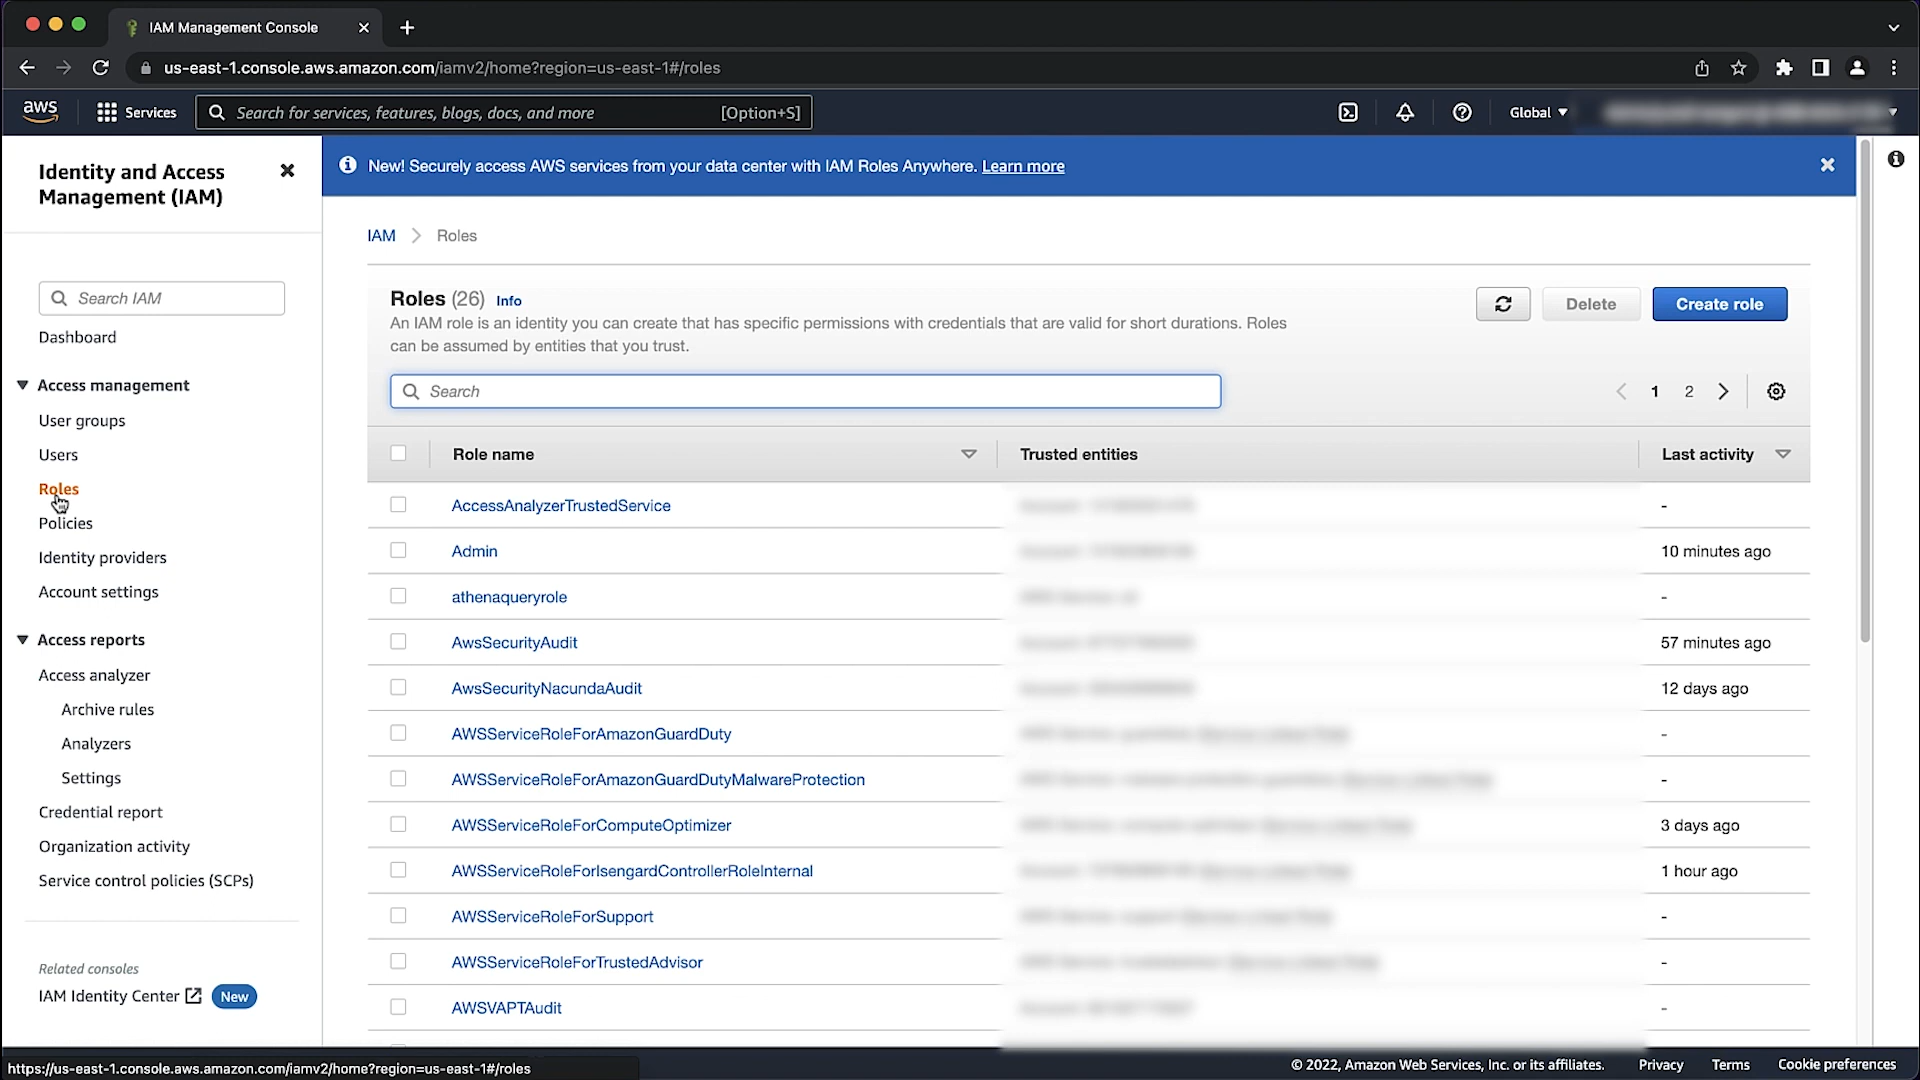 IAM Management Console
us-east-1.console.aws.amazon.com/iamv2/home?region=us-east-1#/roles
aws
Services
Search for services, features, blogs, docs, and more
[Option+S]
Global
Identity and Access
Management (IAM)
New! Securely access AWS services from your data center with IAM Roles Anywhere. Learn more
Search IAM
Dashboard
Access management
User groups
Users
Roles
Policies
Identity providers
Account settings
Access reports
Access analyzer
Archive rules
Analyzers
Settings
Credential report
Organization activity
Service control policies (SCPs)
Related consoles
IAM Identity Center New
IAM > Roles
Roles (26) Info
An IAM role is an identity you can create that has specific permissions with credentials that are valid for short durations. Roles
can be assumed by entities that you trust.
Delete
Create role
Search
1 2
Role name Trusted entities Last activity
AccessAnalyzerTrustedService -
Admin 10 minutes ago
athenaqueryrole -
AwsSecurityAudit 57 minutes ago
AwsSecurityNacundaAudit 12 days ago
AWSServiceRoleForAmazonGuardDuty -
AWSServiceRoleForAmazonGuardDutyMalwareProtection -
AWSServiceRoleForComputeOptimizer 3 days ago
AWSServiceRoleForIsengardControllerRoleInternal 1 hour ago
AWSServiceRoleForSupport -
AWSServiceRoleForTrustedAdvisor -
AWSVAPTAudit -
https://us-east-1.console.aws.amazon.com/iamv2/home?region=us-east-1#/roles
© 2022, Amazon Web Services, Inc. or its affiliates. Privacy Terms Cookie preferences